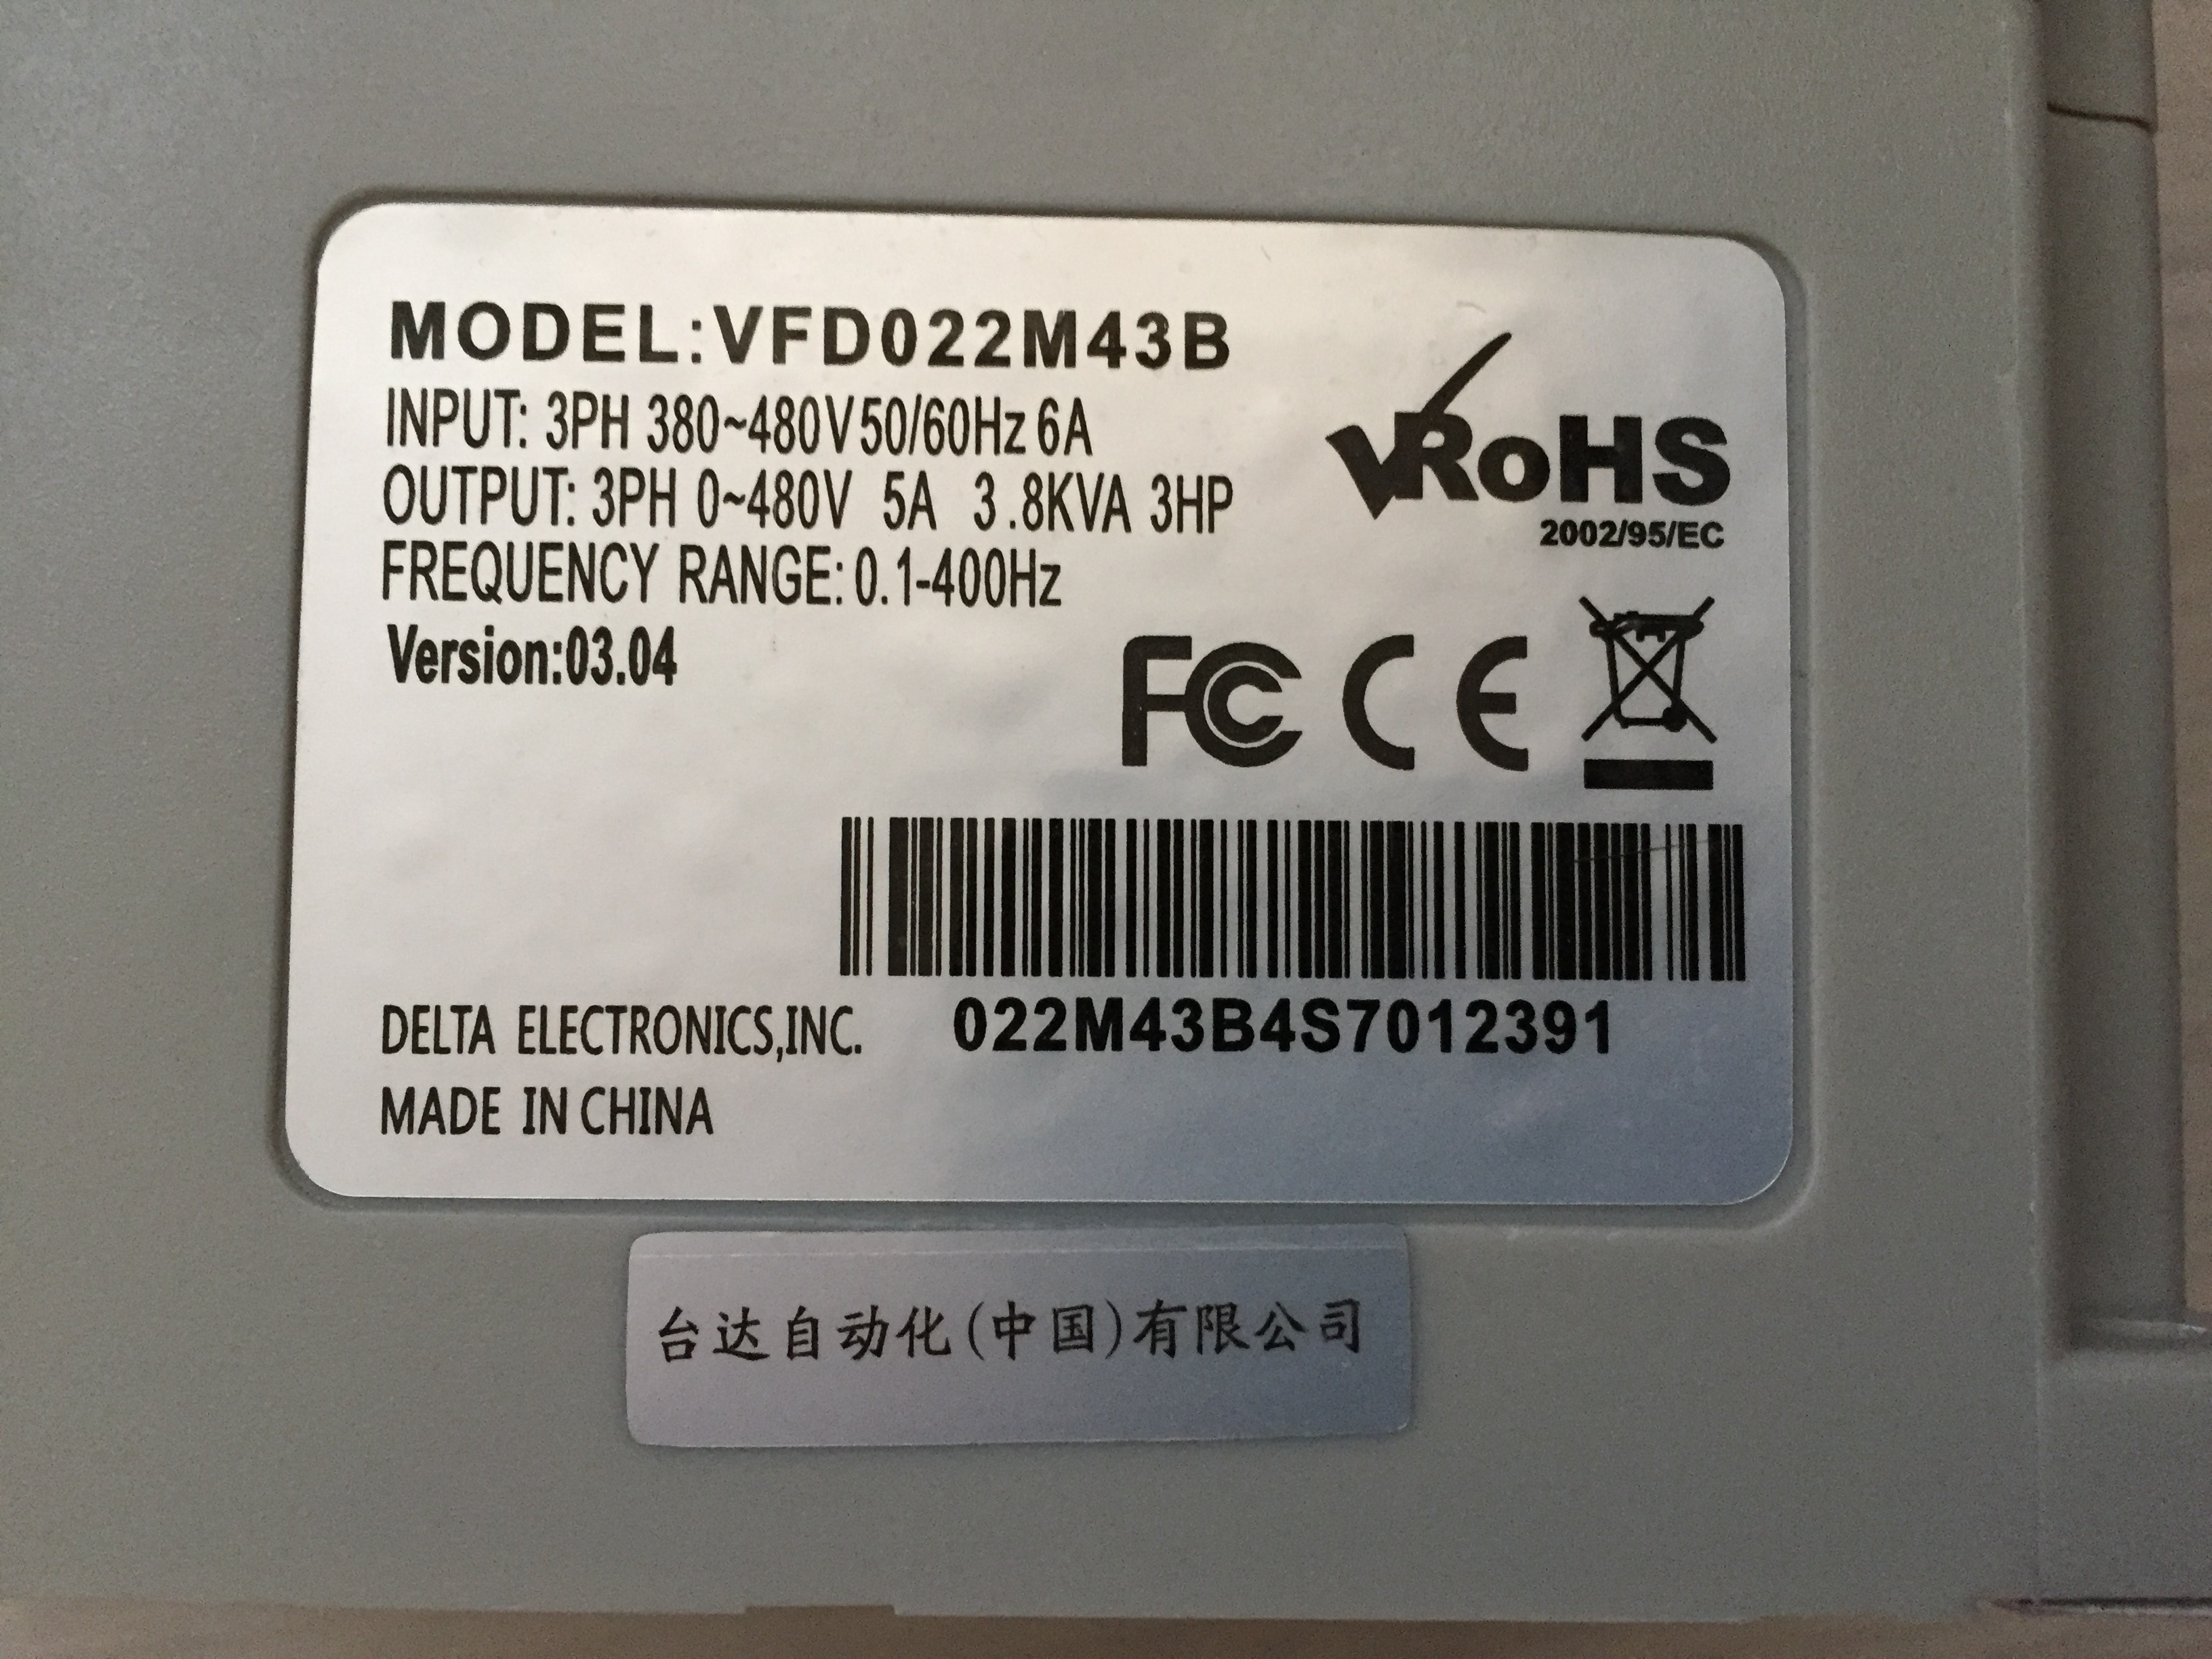 MODEL:VFD022M43B
INPUT: 3PH 380~480V 50/60Hz 6A
OUTPUT: 3PH 0~480V 5A 3.8KVA 3HP
FREQUENCY RANGE: 0.1-400Hz
Version:03.04
RoHS
2002/95/EC
FC CE
022M43B4S7012391
DELTA ELECTRONICS,INC.
MADE IN CHINA
台达自动化(中国)有限公司